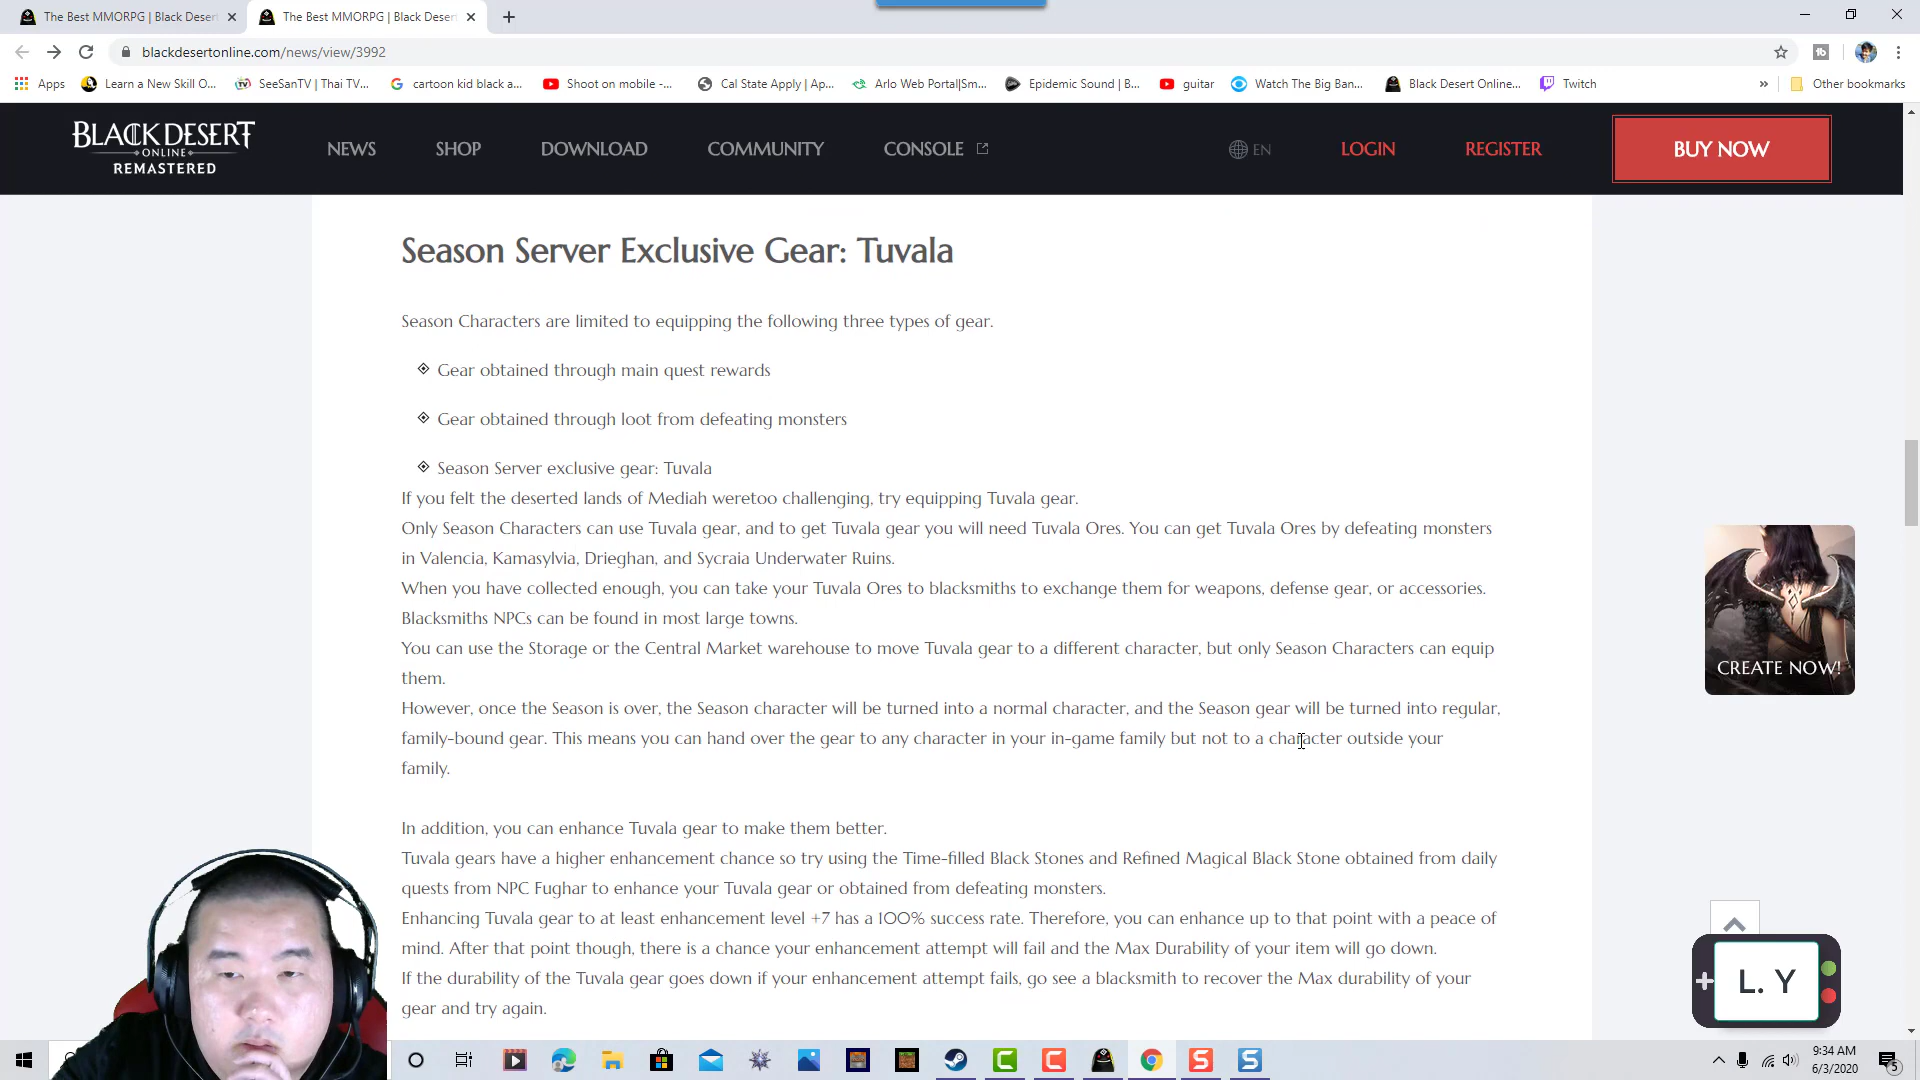 The Best MMORPG | Black Deser
The Best MMORPG | Black Deser
blackdesertonline.com/news/view/3992
Apps
Learn a New Skill O...
SeeSanTV | Thai TV...
cartoon kid black a...
Shoot on mobile -...
Cal State Apply | Ap...
Arlo Web Portal|Sm...
Epidemic Sound | B...
guitar
Watch The Big Ban...
Black Desert Online...
Twitch
»
Other bookmarks
BLACK DESERT
ONLINE
REMASTERED
NEWS
SHOP
DOWNLOAD
COMMUNITY
CONSOLE
EN
LOGIN
REGISTER
BUY NOW
Season Server Exclusive Gear: Tuvala
Season Characters are limited to equipping the following three types of gear.
Gear obtained through main quest rewards
Gear obtained through loot from defeating monsters
Season Server exclusive gear: Tuvala
If you felt the deserted lands of Mediah weretoo challenging, try equipping Tuvala gear.
Only Season Characters can use Tuvala gear, and to get Tuvala gear you will need Tuvala Ores. You can get Tuvala Ores by defeating monsters
in Valencia, Kamasylvia, Drieghan, and Sycraia Underwater Ruins.
When you have collected enough, you can take your Tuvala Ores to blacksmiths to exchange them for weapons, defense gear, or accessories.
Blacksmiths NPCs can be found in most large towns.
You can use the Storage or the Central Market warehouse to move Tuvala gear to a different character, but only Season Characters can equip
them.
However, once the Season is over, the Season character will be turned into a normal character, and the Season gear will be turned into regular,
family-bound gear. This means you can hand over the gear to any character in your in-game family but not to a character outside your
family.
In addition, you can enhance Tuvala gear to make them better.
Tuvala gears have a higher enhancement chance so try using the Time-filled Black Stones and Refined Magical Black Stone obtained from daily
quests from NPC Fughar to enhance your Tuvala gear or obtained from defeating monsters.
Enhancing Tuvala gear to at least enhancement level +7 has a 100% success rate. Therefore, you can enhance up to that point with a peace of
mind. After that point though, there is a chance your enhancement attempt will fail and the Max Durability of your item will go down.
If the durability of the Tuvala gear goes down if your enhancement attempt fails, go see a blacksmith to recover the Max durability of your
gear and try again.
CREATE NOW!
L. Y
9:34 AM
6/3/2020
5